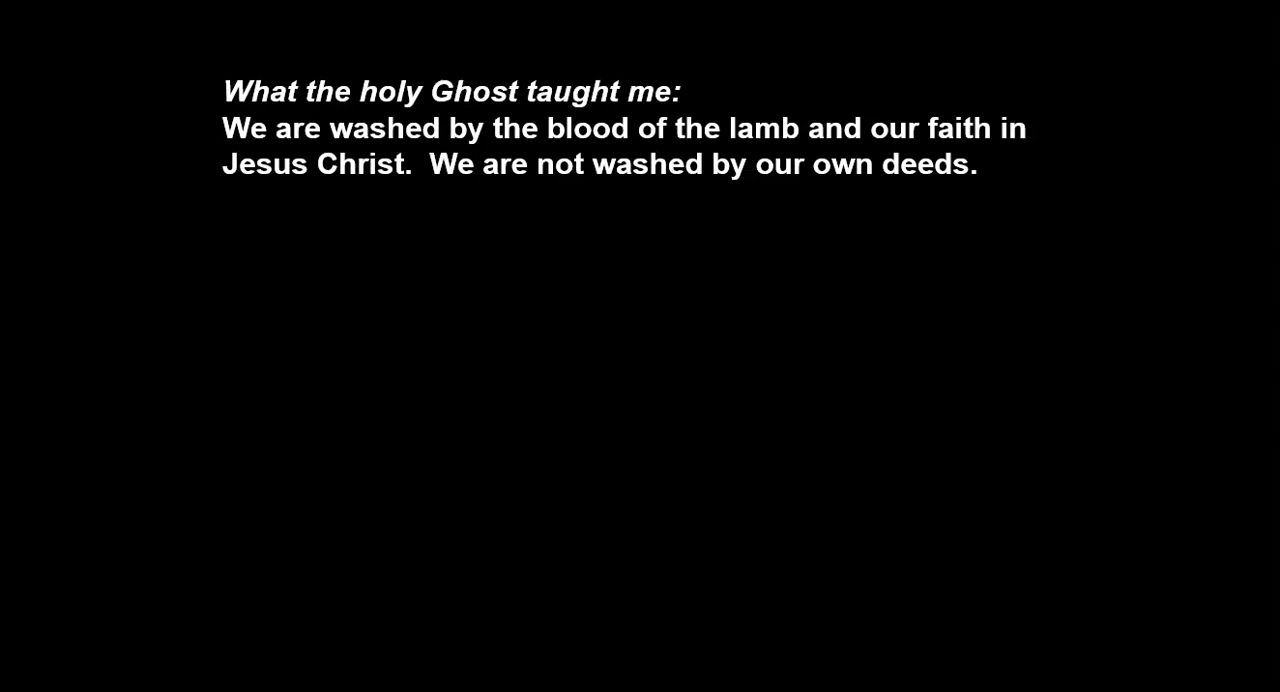 What the holy Ghost taught me:
We are washed by the blood of the lamb and our faith in
Jesus Christ.  We are not washed by our own deeds.